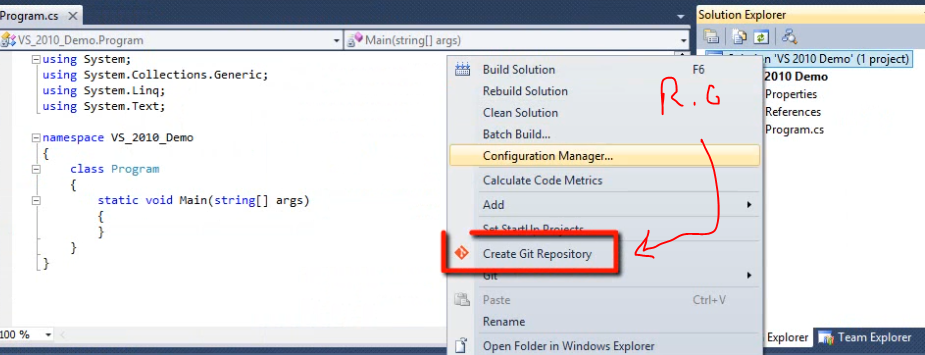 Program.cs
Solution Explorer
VS_2010_Demo.Program
Main(string[] args)
using System;
using System.Collections.Generic;
using System.Linq;
using System.Text;
namespace VS_2010_Demo
{
class Program
{
static void Main(string[] args)
{
}
}
}
100 %
Build Solution F6
Rebuild Solution
Clean Solution
Batch Build...
Configuration Manager...
Calculate Code Metrics
Add
Set StartUp Projects
Create Git Repository
Git
Paste Ctrl+V
Rename
Open Folder in Windows Explorer
R.
'VS 2010 Demo' (1 project)
2010 Demo
Properties
References
Program.cs
Explorer
Team Explorer